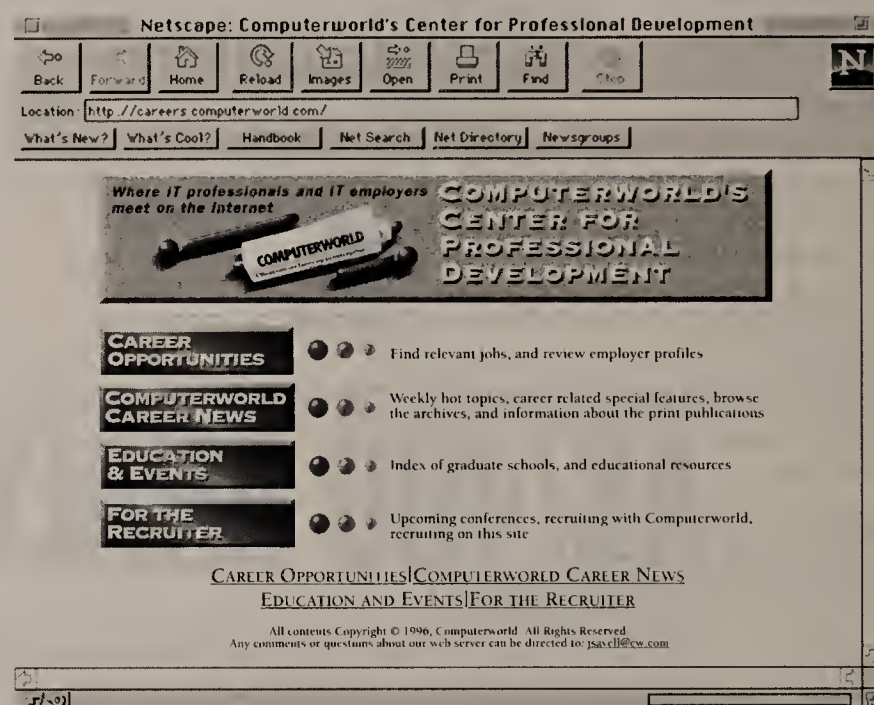 Netscape: Computerworld's Center for Professional Development
Back Forward Home Reload Images Open Print Find Stop
N
Location: http://careers.computerworld.com/
What's New? What's Cool? Handbook Net Search Net Directory Newsgroups
Where IT professionals and IT employers
meet on the Internet
COMPUTERWORLD
COMPUTERWORLD'S
CENTER FOR
PROFESSIONAL
DEVELOPMENT
CAREER
OPPORTUNITIES
Find relevant jobs, and review employer profiles
COMPUTERWORLD
CAREER NEWS
Weekly hot topics, career related special features, browse
the archives, and information about the print publications
EDUCATION
& EVENTS
Index of graduate schools, and educational resources
FOR THE
RECRUITER
Upcoming conferences, recruiting with Computerworld,
recruiting on this site
CAREER OPPORTUNITIES|COMPUTERWORLD CAREER NEWS
EDUCATION AND EVENTS|FOR THE RECRUITER
All contents Copyright © 1996, Computerworld All Rights Reserved
Any comments or questions about our web server can be directed to: jsavell@cw.com